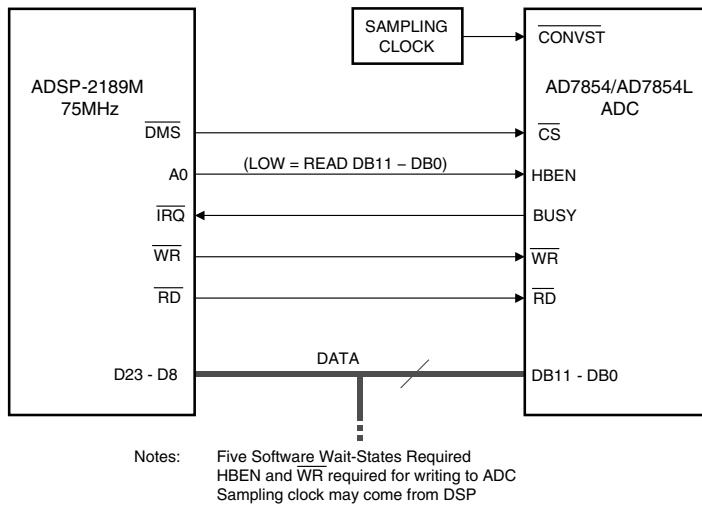 SAMPLING
CLOCK
CONVST
ADSP-2189M
75MHz
AD7854/AD7854L
ADC
DMS
CS
A0
(LOW = READ DB11 – DB0)
HBEN
IRQ
BUSY
WR
WR
RD
RD
DATA
D23 - D8
DB11 - DB0
Notes: Five Software Wait-States Required
HBEN and WR required for writing to ADC
Sampling clock may come from DSP